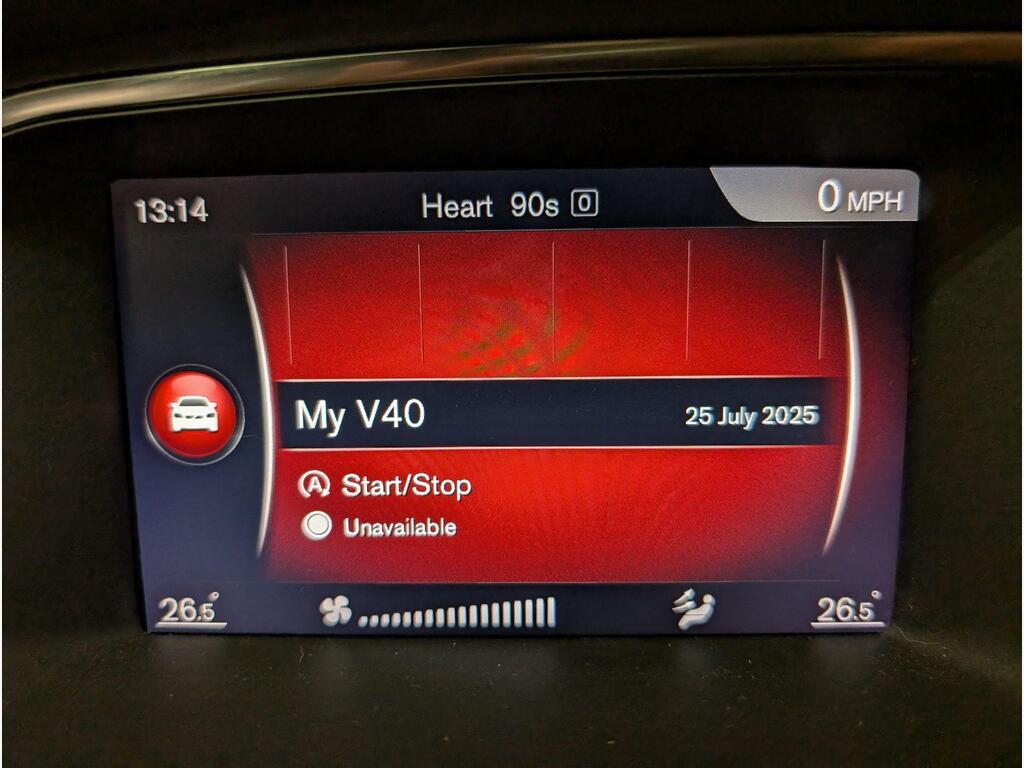 13:14
Heart 90s 0
0 MPH
My V40
25 July 2025
A Start/Stop
Unavailable
26.5°
26.5°